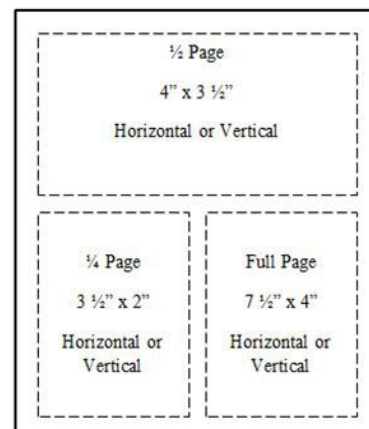 ½ Page
4” x 3 ½”
Horizontal or Vertical
¼ Page
3 ½” x 2”
Horizontal or
Vertical
Full Page
7 ½” x 4”
Horizontal or
Vertical